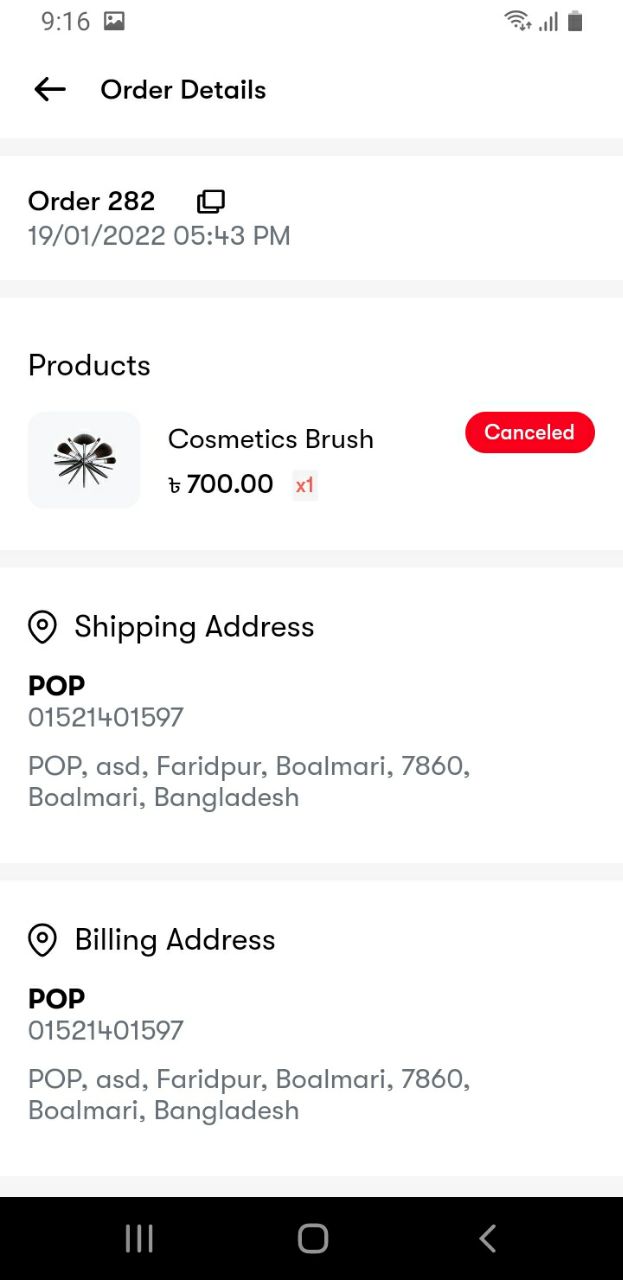 9:16
Order Details
Order 282
19/01/2022 05:43 PM
Products
Cosmetics Brush
Canceled
৳ 700.00 x1
Shipping Address
POP
01521401597
POP, asd, Faridpur, Boalmari, 7860,
Boalmari, Bangladesh
Billing Address
POP
01521401597
POP, asd, Faridpur, Boalmari, 7860,
Boalmari, Bangladesh